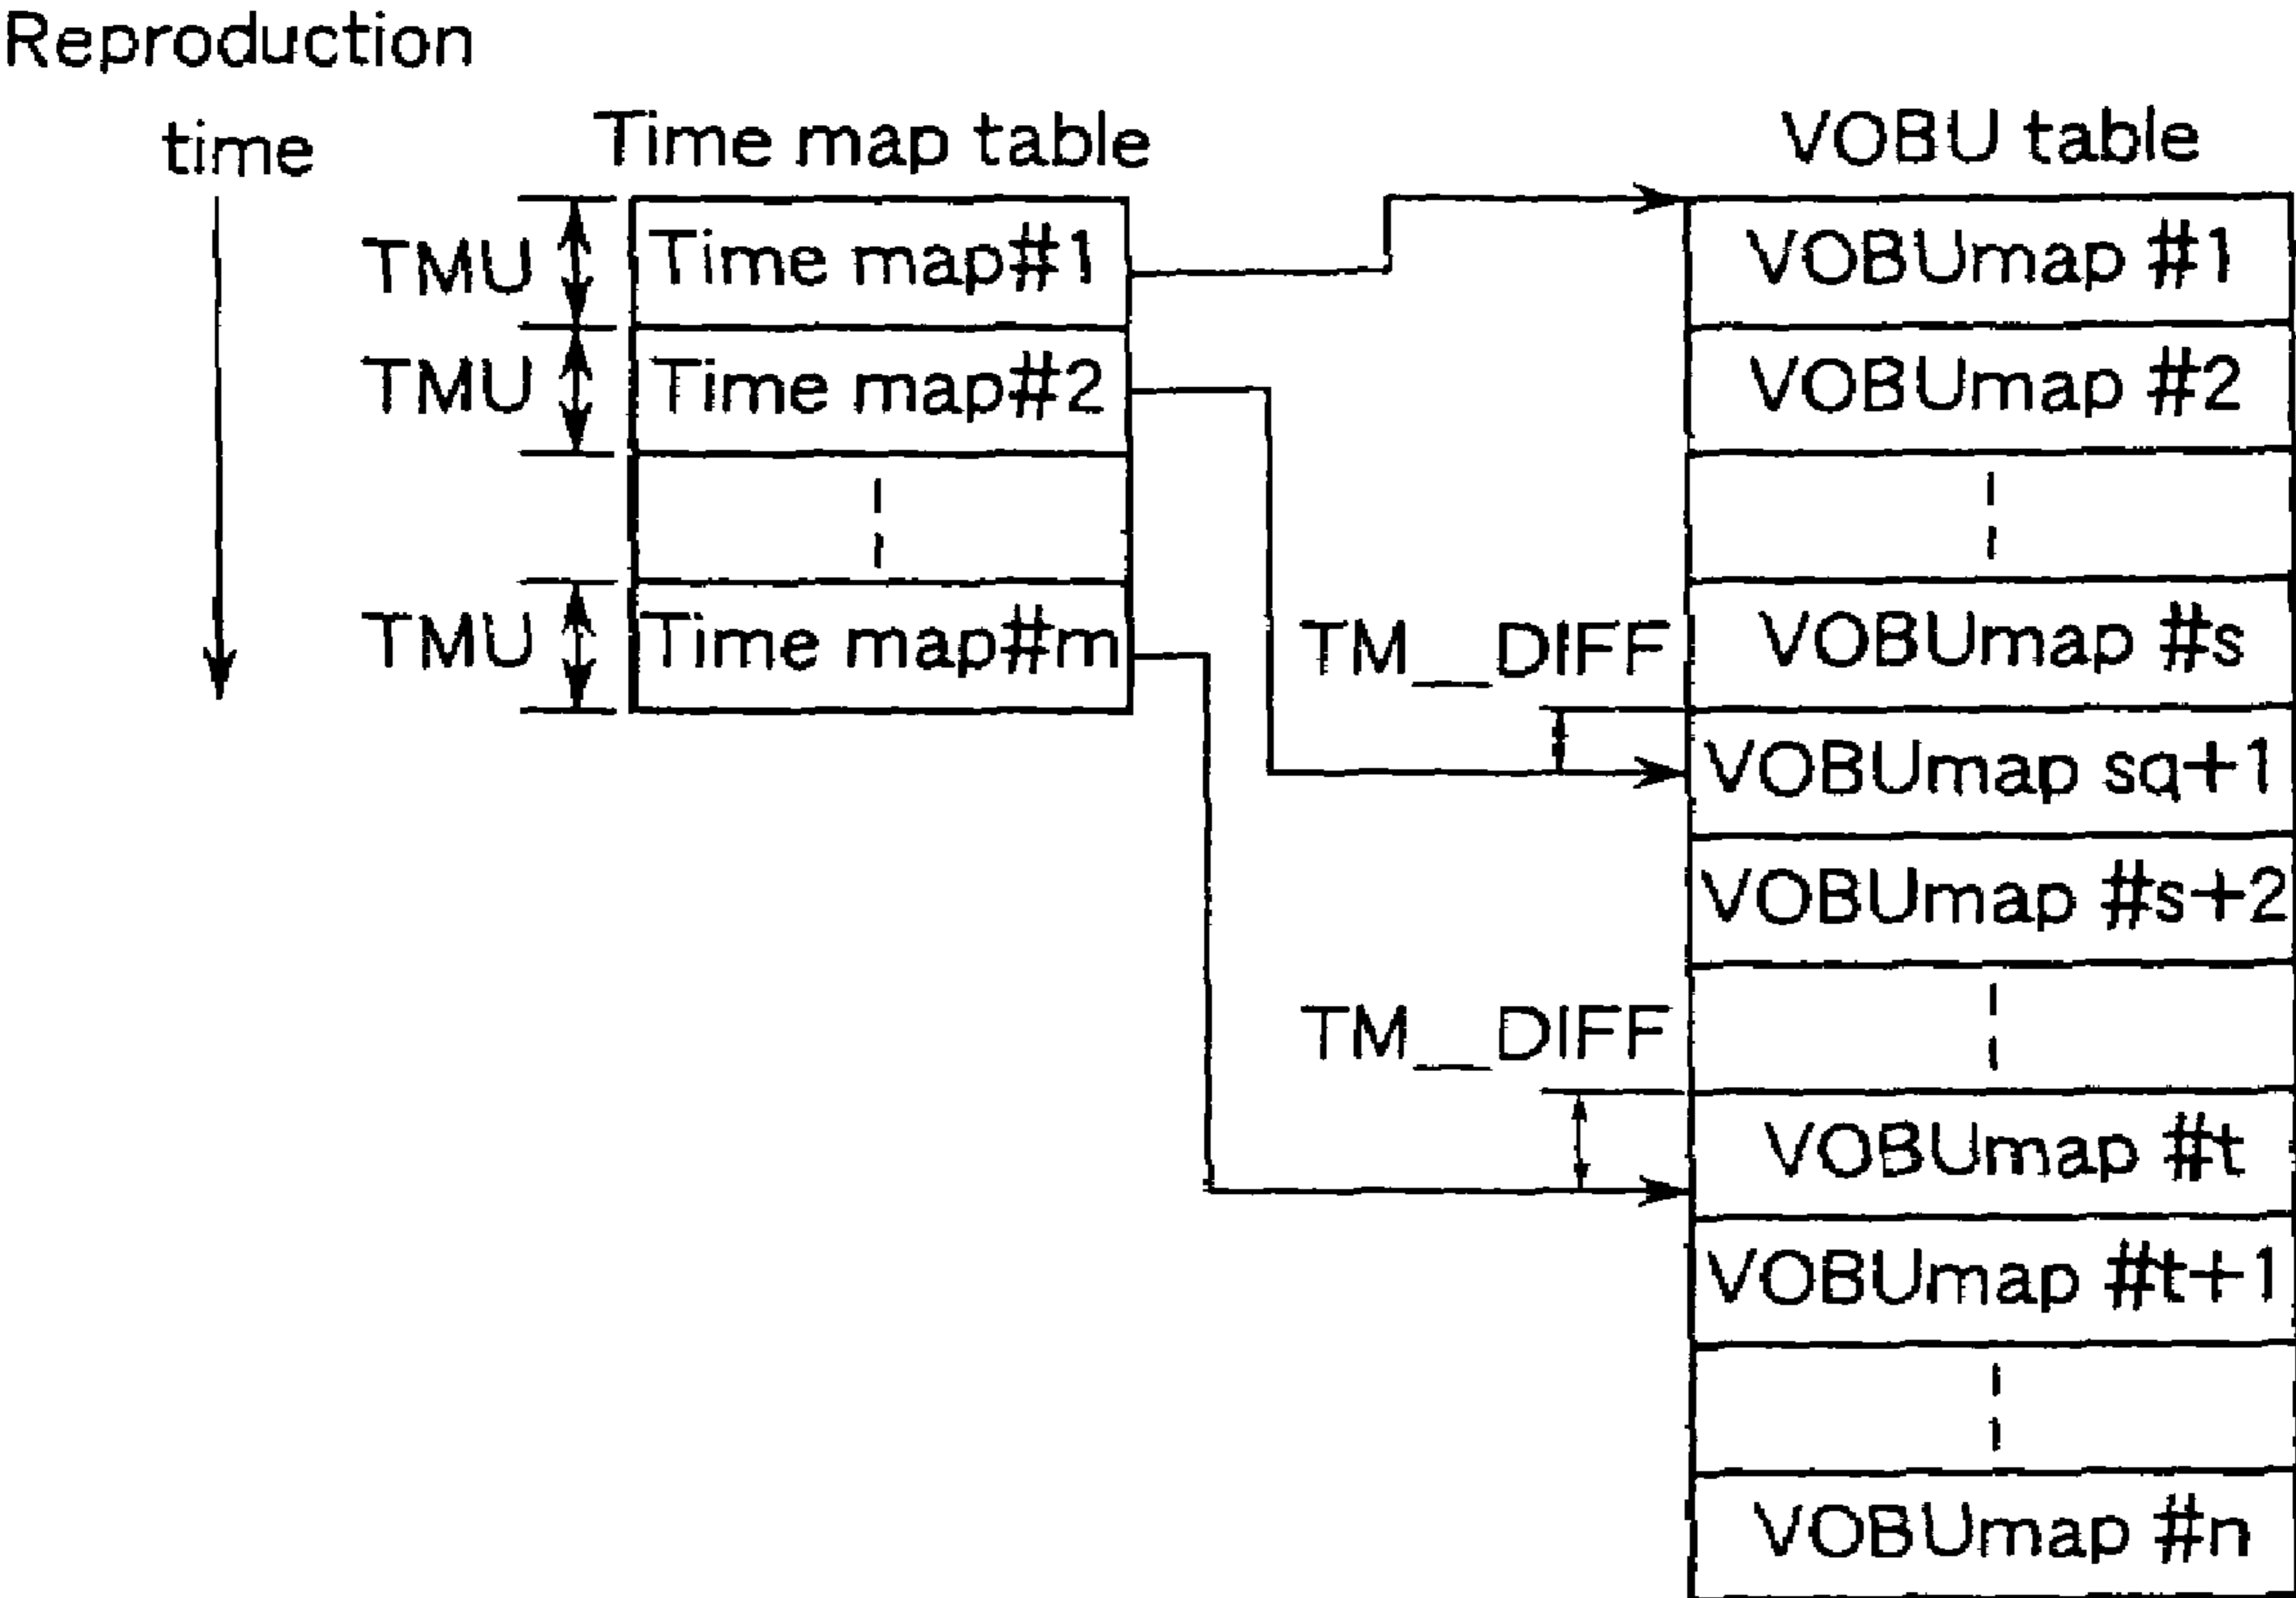 Reproduction
time
Time map table
VOBU table
TMU
Time map#1
VOBUmap #1
TMU
Time map#2
VOBUmap #2
TMU
Time map#m
TM__DIFF
VOBUmap #s
VOBUmap sq+1
VOBUmap #s+2
TM__DIFF
VOBUmap #t
VOBUmap #t+1
VOBUmap #n